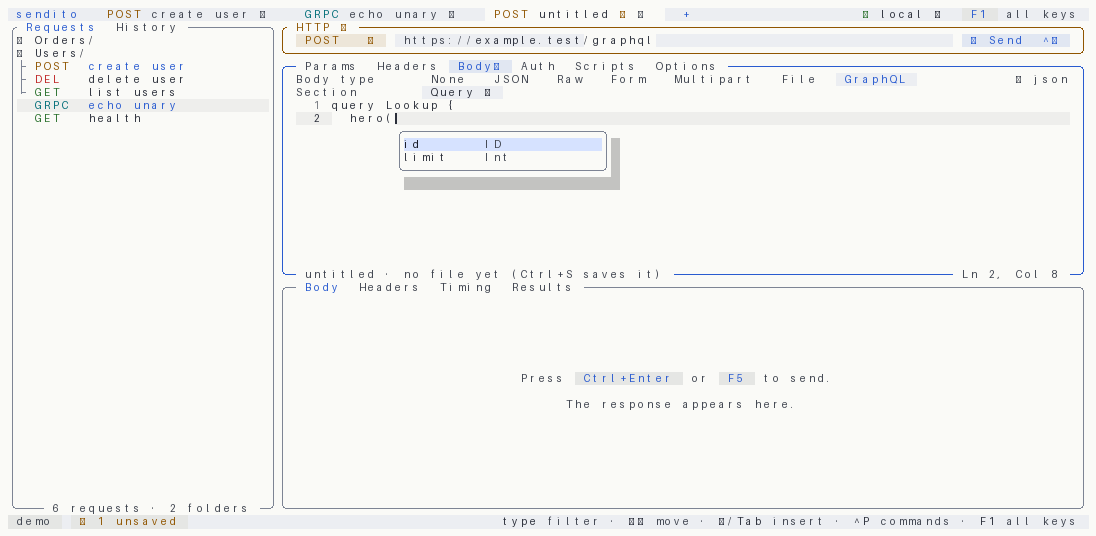 sendito POST create user GRPC echo unary POST untitled + local F1 all keys
Requests History
Orders/
Users/
POST create user
DEL delete user
GET list users
GRPC echo unary
GET health
6 requests · 2 folders
HTTP
POST https://example.test/graphql Send ^
Params Headers Body Auth Scripts Options
Body type None JSON Raw Form Multipart File GraphQL json
Section Query
1 query Lookup {
2 hero(
id ID
limit Int
untitled · no file yet (Ctrl+S saves it) Ln 2, Col 8
Body Headers Timing Results
Press Ctrl+Enter or F5 to send.
The response appears here.
demo 1 unsaved type filter · move · /Tab insert · ^P commands · F1 all keys